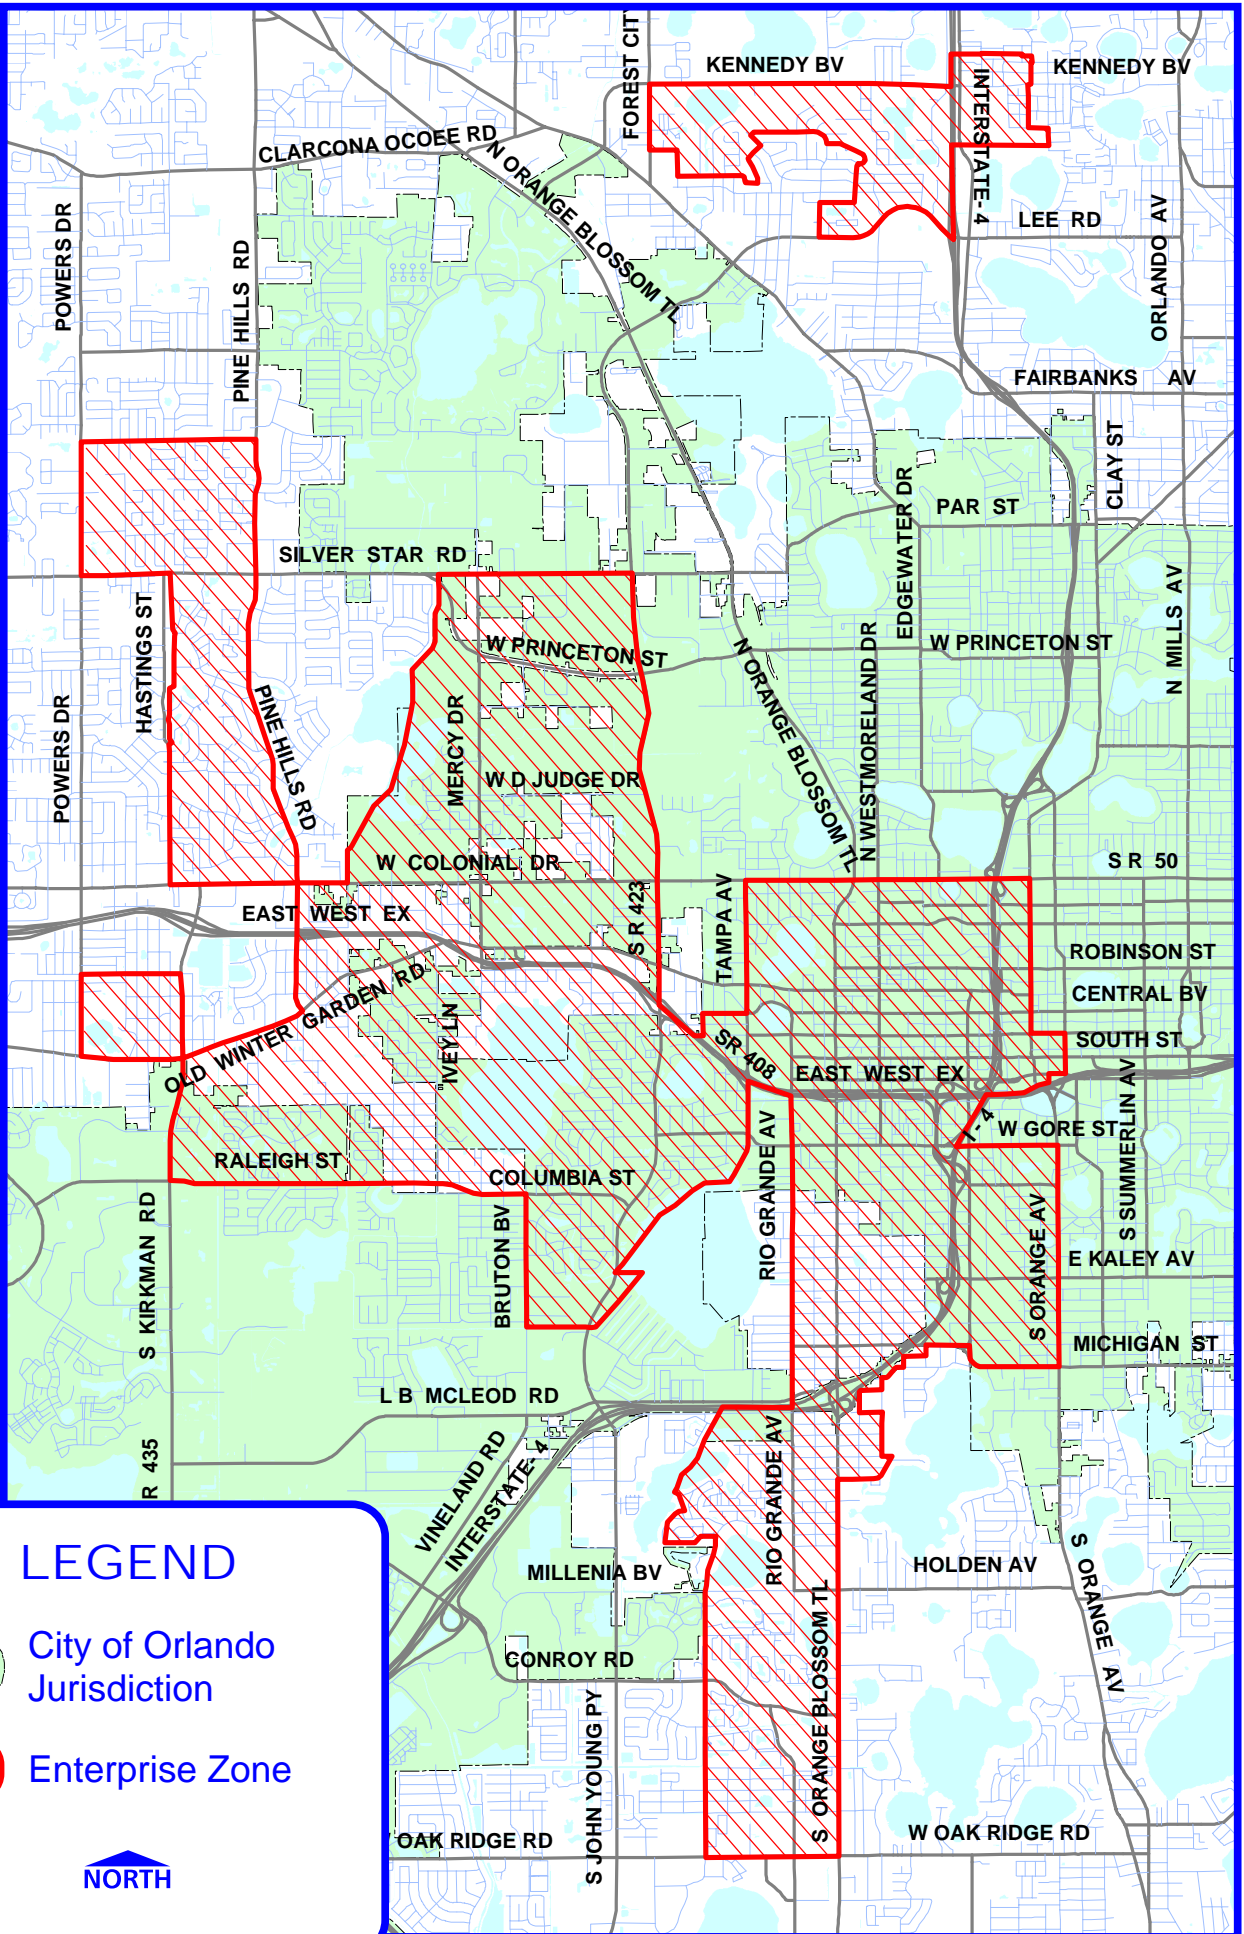 FOREST CIT
KENNEDY BV
KENNEDY BV
INTERSTATE-4
CLARCONA OCOEE RD
N ORANGE BLOSSOM TL
LEE RD
ORLANDO AV
POWERS DR
PINE HILLS RD
FAIRBANKS AV
CLAY ST
PAR ST
EDGEWATER DR
SILVER STAR RD
HASTINGS ST
W PRINCETON ST
W PRINCETON ST
N MILLS AV
N ORANGE BLOSSOM TL
N WESTMORELAND DR
POWERS DR
PINE HILLS RD
MERCY DR
W D JUDGE DR
W COLONIAL DR
S R 50
EAST WEST EX
S R 423
TAMPA AV
ROBINSON ST
CENTRAL BV
OLD WINTER GARDEN RD
IVEY LN
SOUTH ST
SR 408
EAST WEST EX
I - 4
W GORE ST
S SUMMERLIN AV
RALEIGH ST
COLUMBIA ST
RIO GRANDE AV
S KIRKMAN RD
BRUTON BV
S ORANGE AV
E KALEY AV
MICHIGAN ST
L B MCLEOD RD
R 435
VINELAND RD
INTERSTATE-4
RIO GRANDE AV
MILLENIA BV
HOLDEN AV
S ORANGE AV
CONROY RD
S JOHN YOUNG PY
S ORANGE BLOSSOM TL
OAK RIDGE RD
W OAK RIDGE RD
LEGEND
City of Orlando
Jurisdiction
Enterprise Zone
NORTH